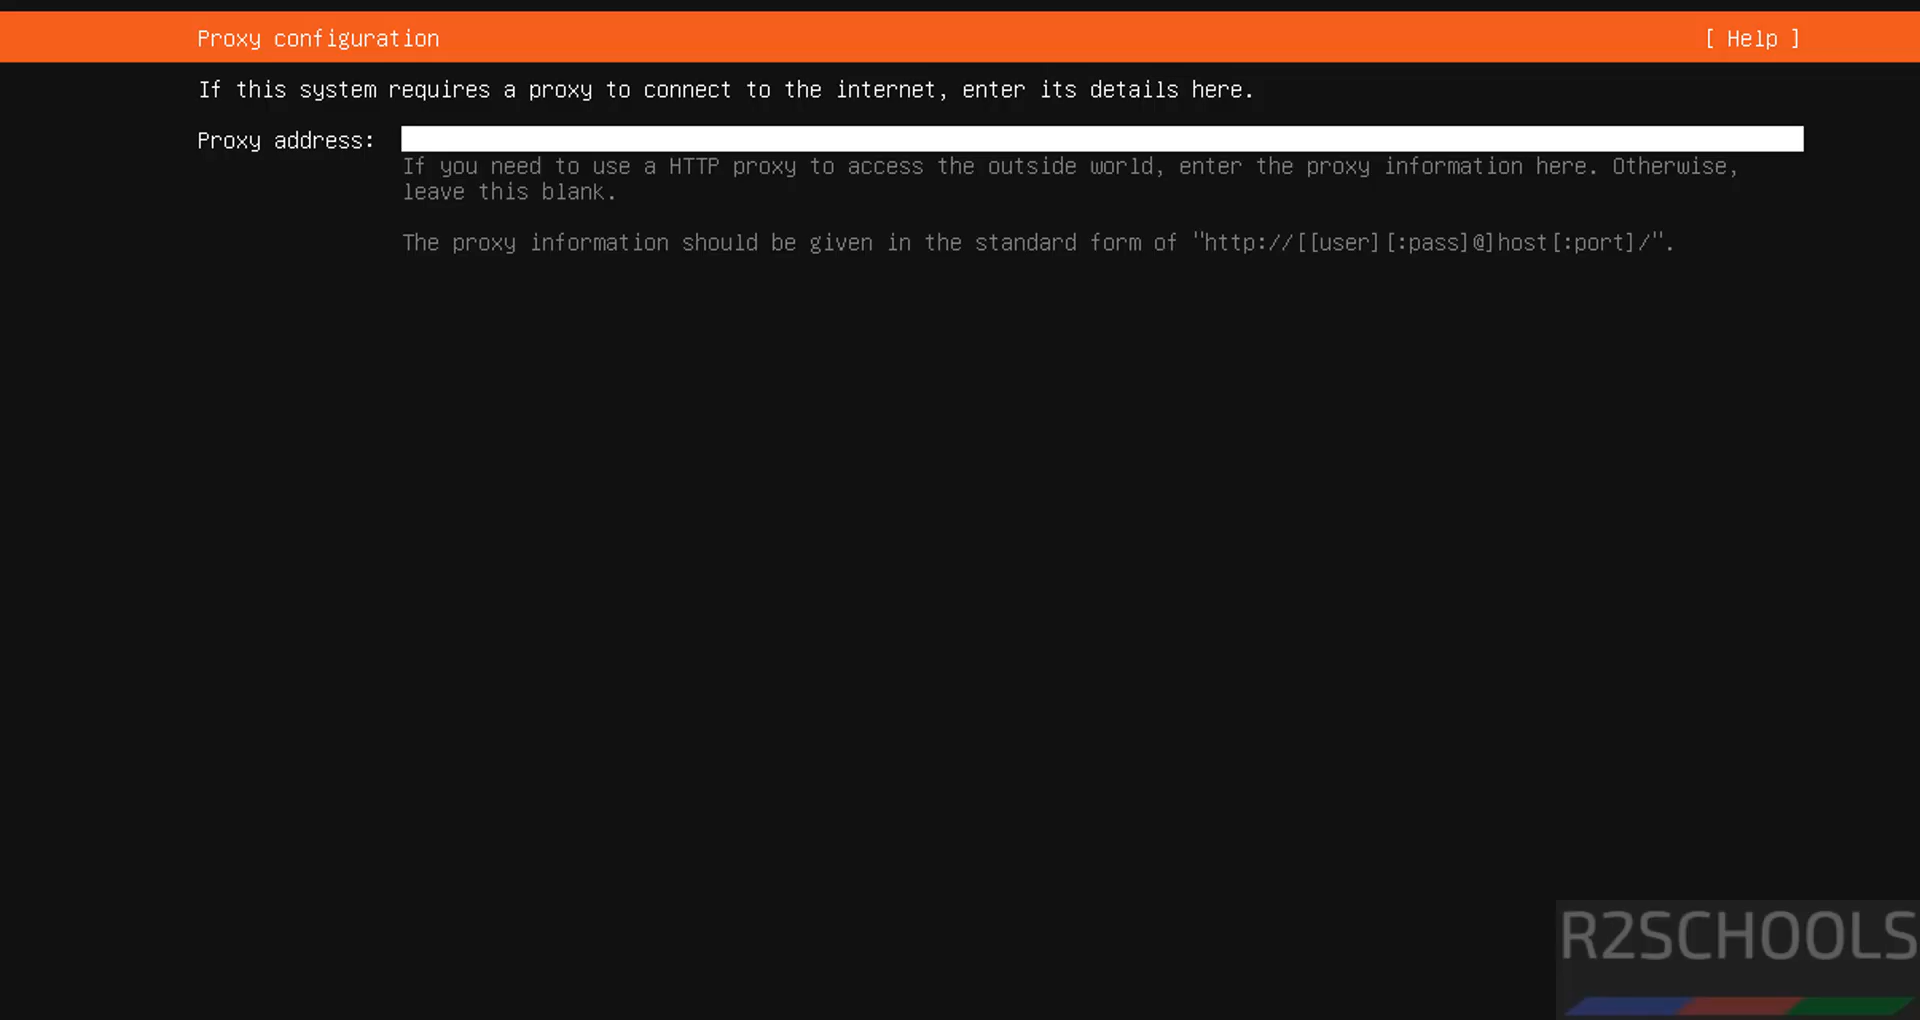 Proxy configuration [ Help ]
If this system requires a proxy to connect to the internet, enter its details here.
Proxy address:
If you need to use a HTTP proxy to access the outside world, enter the proxy information here. Otherwise,
leave this blank.
The proxy information should be given in the standard form of "http://[[user][:pass]@]host[:port]/".
R2SCHOOLS